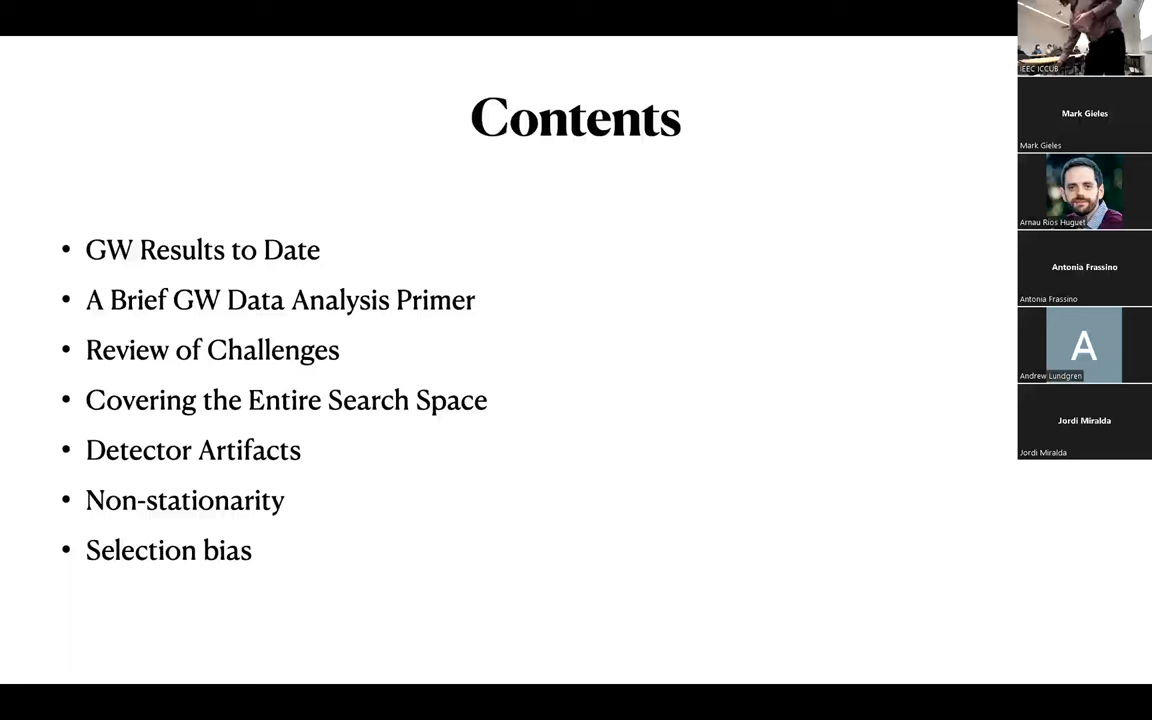 Contents
• GW Results to Date
• A Brief GW Data Analysis Primer
• Review of Challenges
• Covering the Entire Search Space
• Detector Artifacts
• Non-stationarity
• Selection bias
IEEC ICCUB
Mark Gieles
Mark Gieles
Arnau Rios Huguet
Antonia Frassino
Antonia Frassino
A
Andrew Lundgren
Jordi Miralda
Jordi Miralda